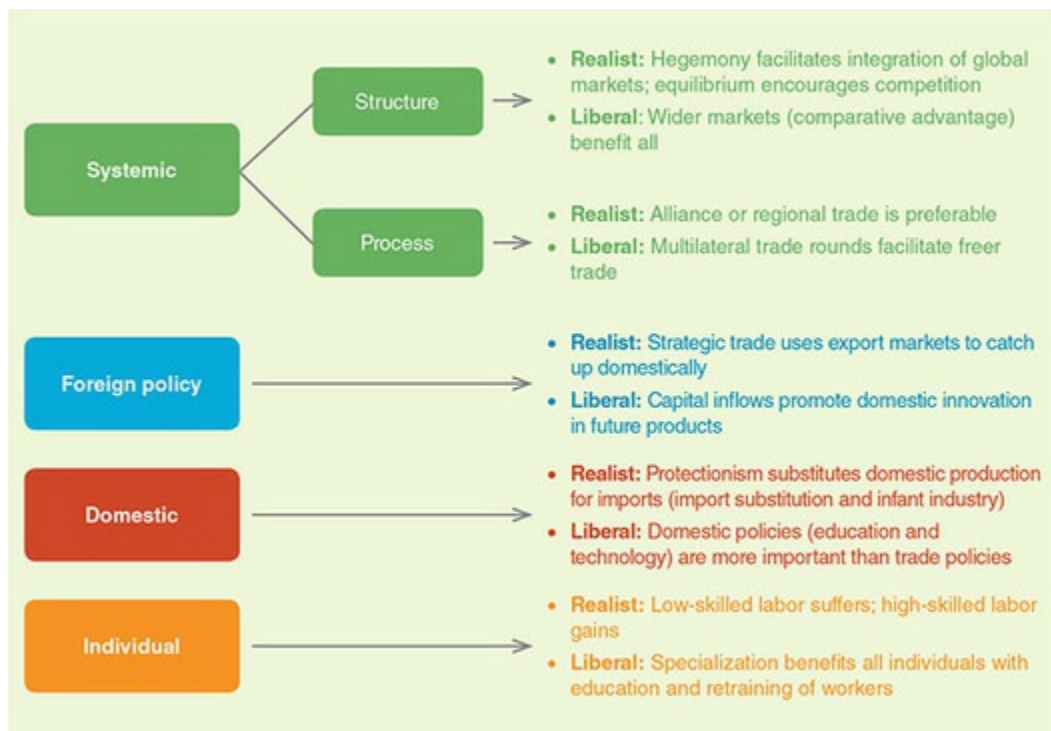 Systemic
Structure
• Realist: Hegemony facilitates integration of global
markets; equilibrium encourages competition
• Liberal: Wider markets (comparative advantage)
benefit all
Process
• Realist: Alliance or regional trade is preferable
• Liberal: Multilateral trade rounds facilitate freer
trade
Foreign policy
• Realist: Strategic trade uses export markets to catch
up domestically
• Liberal: Capital inflows promote domestic innovation
in future products
Domestic
• Realist: Protectionism substitutes domestic production
for imports (import substitution and infant industry)
• Liberal: Domestic policies (education and
technology) are more important than trade policies
Individual
• Realist: Low-skilled labor suffers; high-skilled labor
gains
• Liberal: Specialization benefits all individuals with
education and retraining of workers